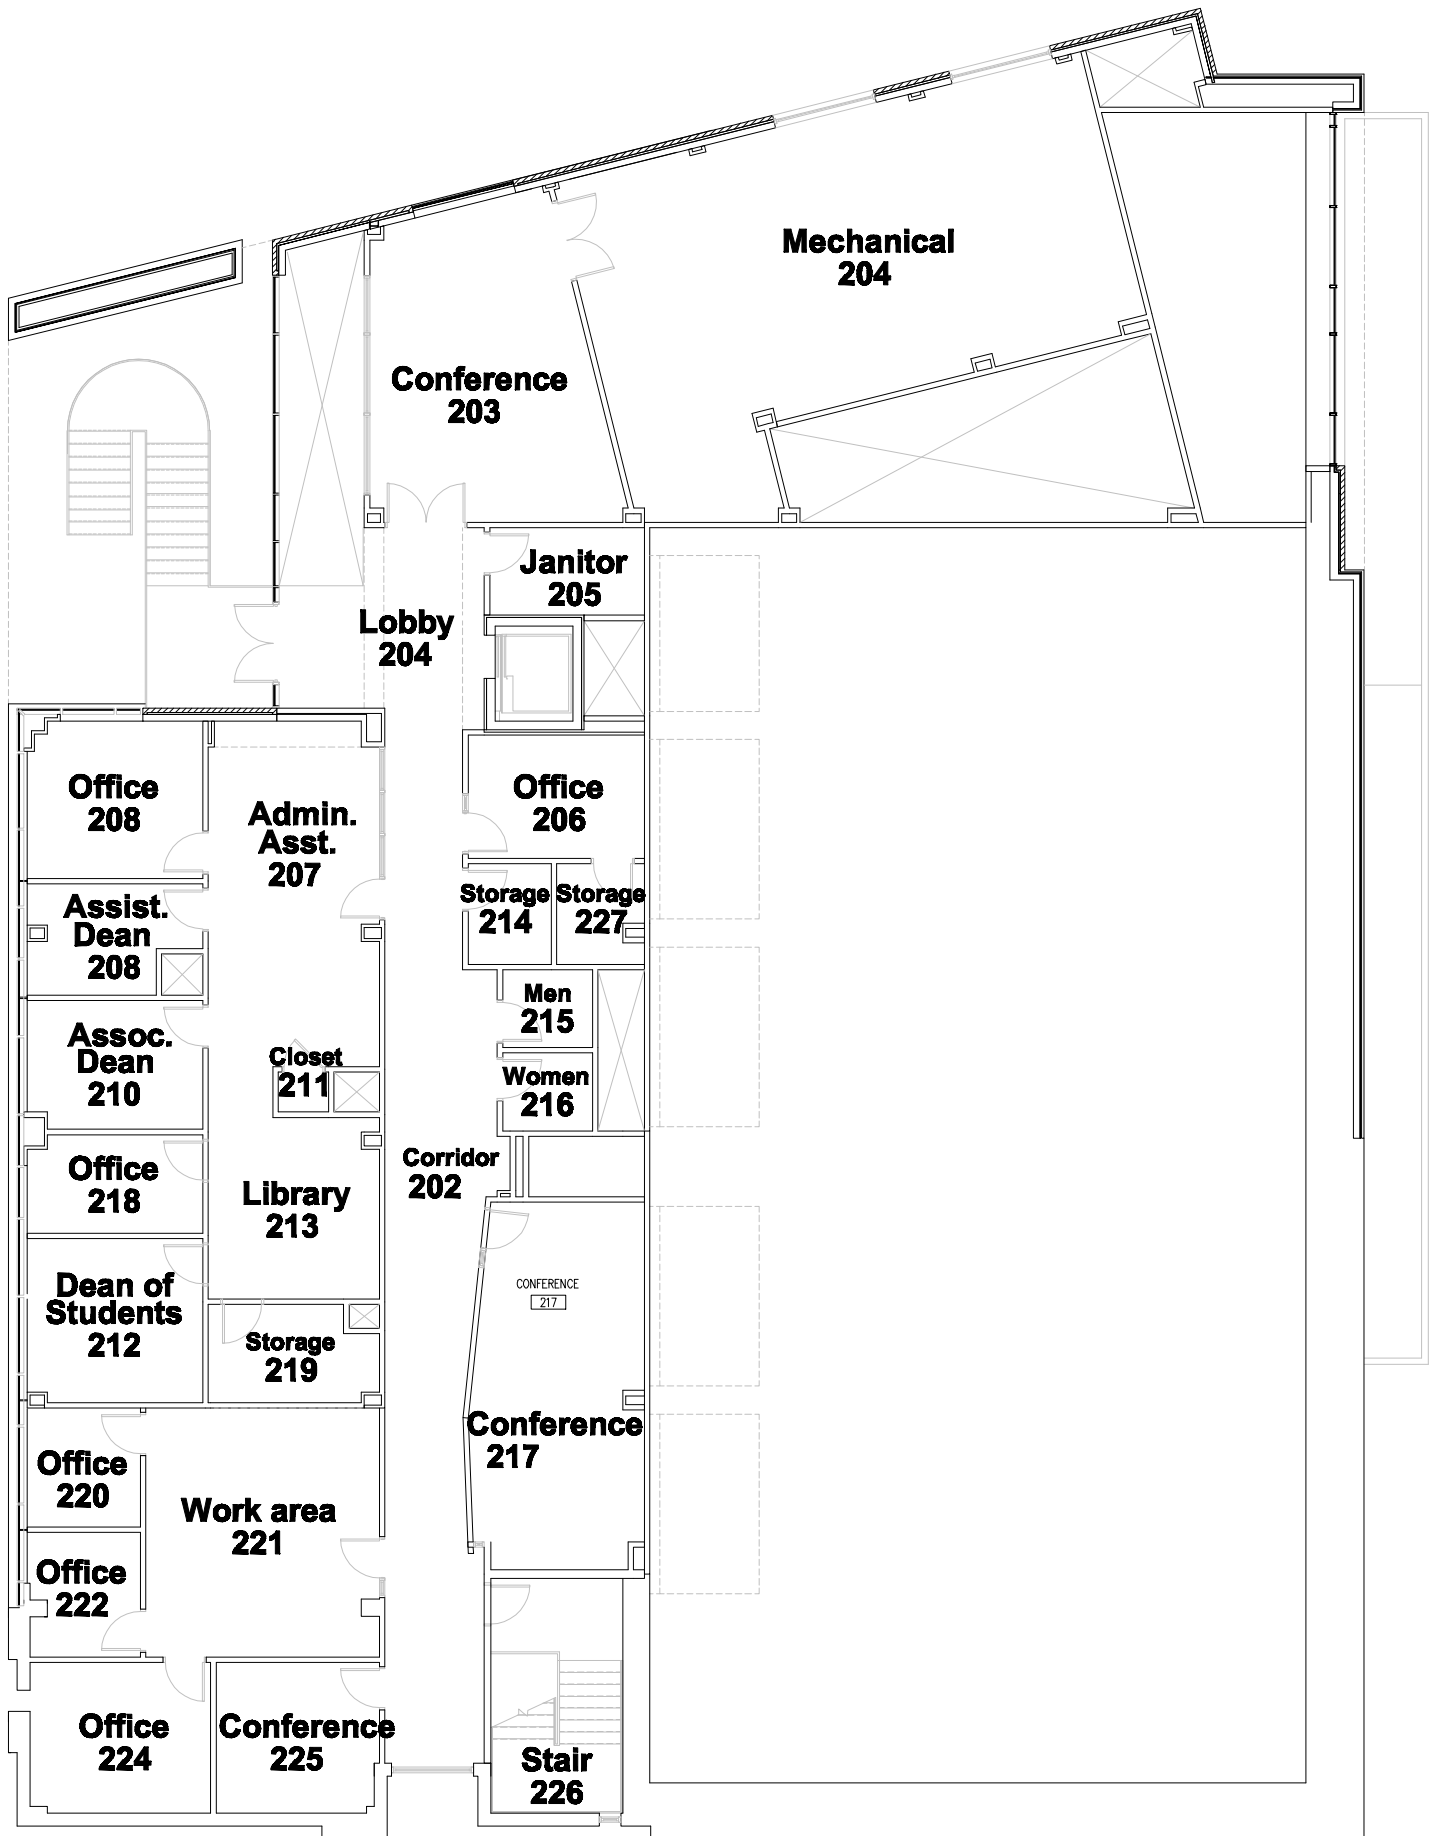 Mechanical
204
Conference
203
Janitor
205
Lobby
204
Office
208
Admin.
Asst.
207
Office
206
Assist.
Dean
208
Storage
214
Storage
227
Men
215
Assoc.
Dean
210
Closet
211
Women
216
Office
218
Corridor
202
Library
213
Dean of
Students
212
CONFERENCE
217
Storage
219
Conference
217
Office
220
Work area
221
Office
222
Office
224
Conference
225
Stair
226